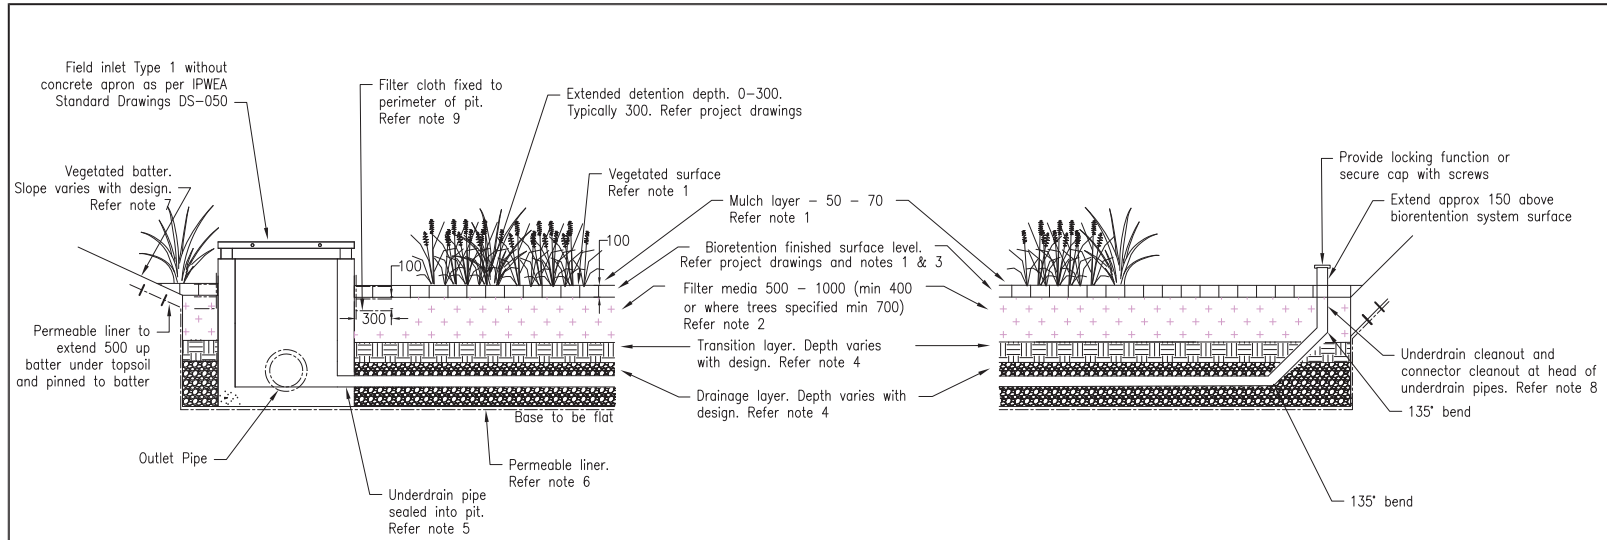 Field inlet Type 1 without
concrete apron as per IPWEA
Standard Drawings DS-050
Filter cloth fixed to
perimeter of pit.
Refer note 9
Extended detention depth. 0-300.
Typically 300. Refer project drawings
Vegetated batter.
Slope varies with design.
Refer note 7
Vegetated surface
Refer note 1
Mulch layer - 50 - 70
Refer note 1
Provide locking function or
secure cap with screws
Extend approx 150 above
biorentention system surface
100
100
300
Bioretention finished surface level.
Refer project drawings and notes 1 & 3
Filter media 500 - 1000 (min 400
or where trees specified min 700)
Refer note 2
Permeable liner to
extend 500 up
batter under topsoil
and pinned to batter
Transition layer. Depth varies
with design. Refer note 4
Underdrain cleanout and
connector cleanout at head of
underdrain pipes. Refer note 8
Drainage layer. Depth varies with
design. Refer note 4
135° bend
Base to be flat
Outlet Pipe
Permeable liner.
Refer note 6
Underdrain pipe
sealed into pit.
Refer note 5
135° bend